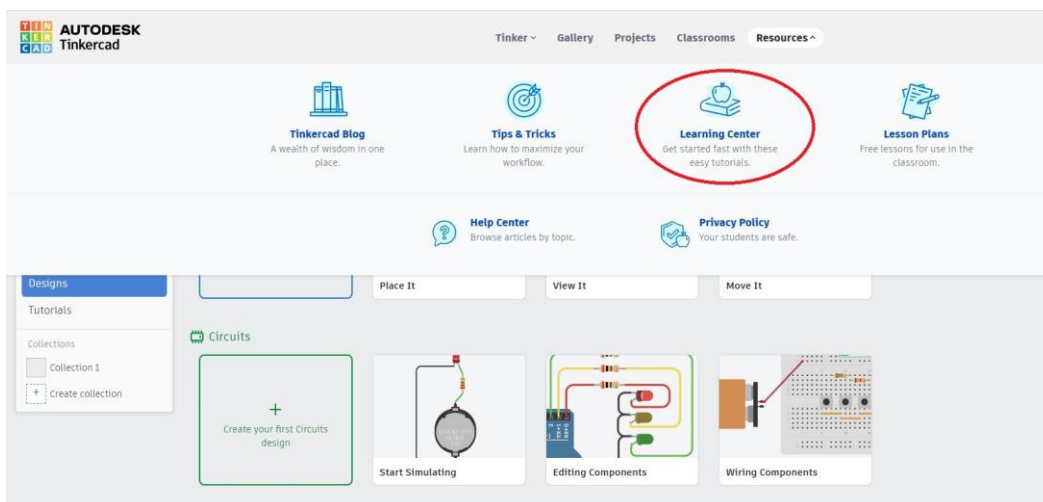 TIN
KER
CAD
AUTODESK
Tinkercad
Tinker
Gallery
Projects
Classrooms
Resources
Tinkercad Blog
A wealth of wisdom in one
place.
Tips & Tricks
Learn how to maximize your
workflow.
Learning Center
Get started fast with these
easy tutorials.
Lesson Plans
Free lessons for use in the
classroom.
Help Center
Browse articles by topic.
Privacy Policy
Your students are safe.
Designs
Tutorials
Collections
Collection 1
+ Create collection
Place It
View It
Move It
Circuits
+
Create your first Circuits
design
Start Simulating
Editing Components
Wiring Components